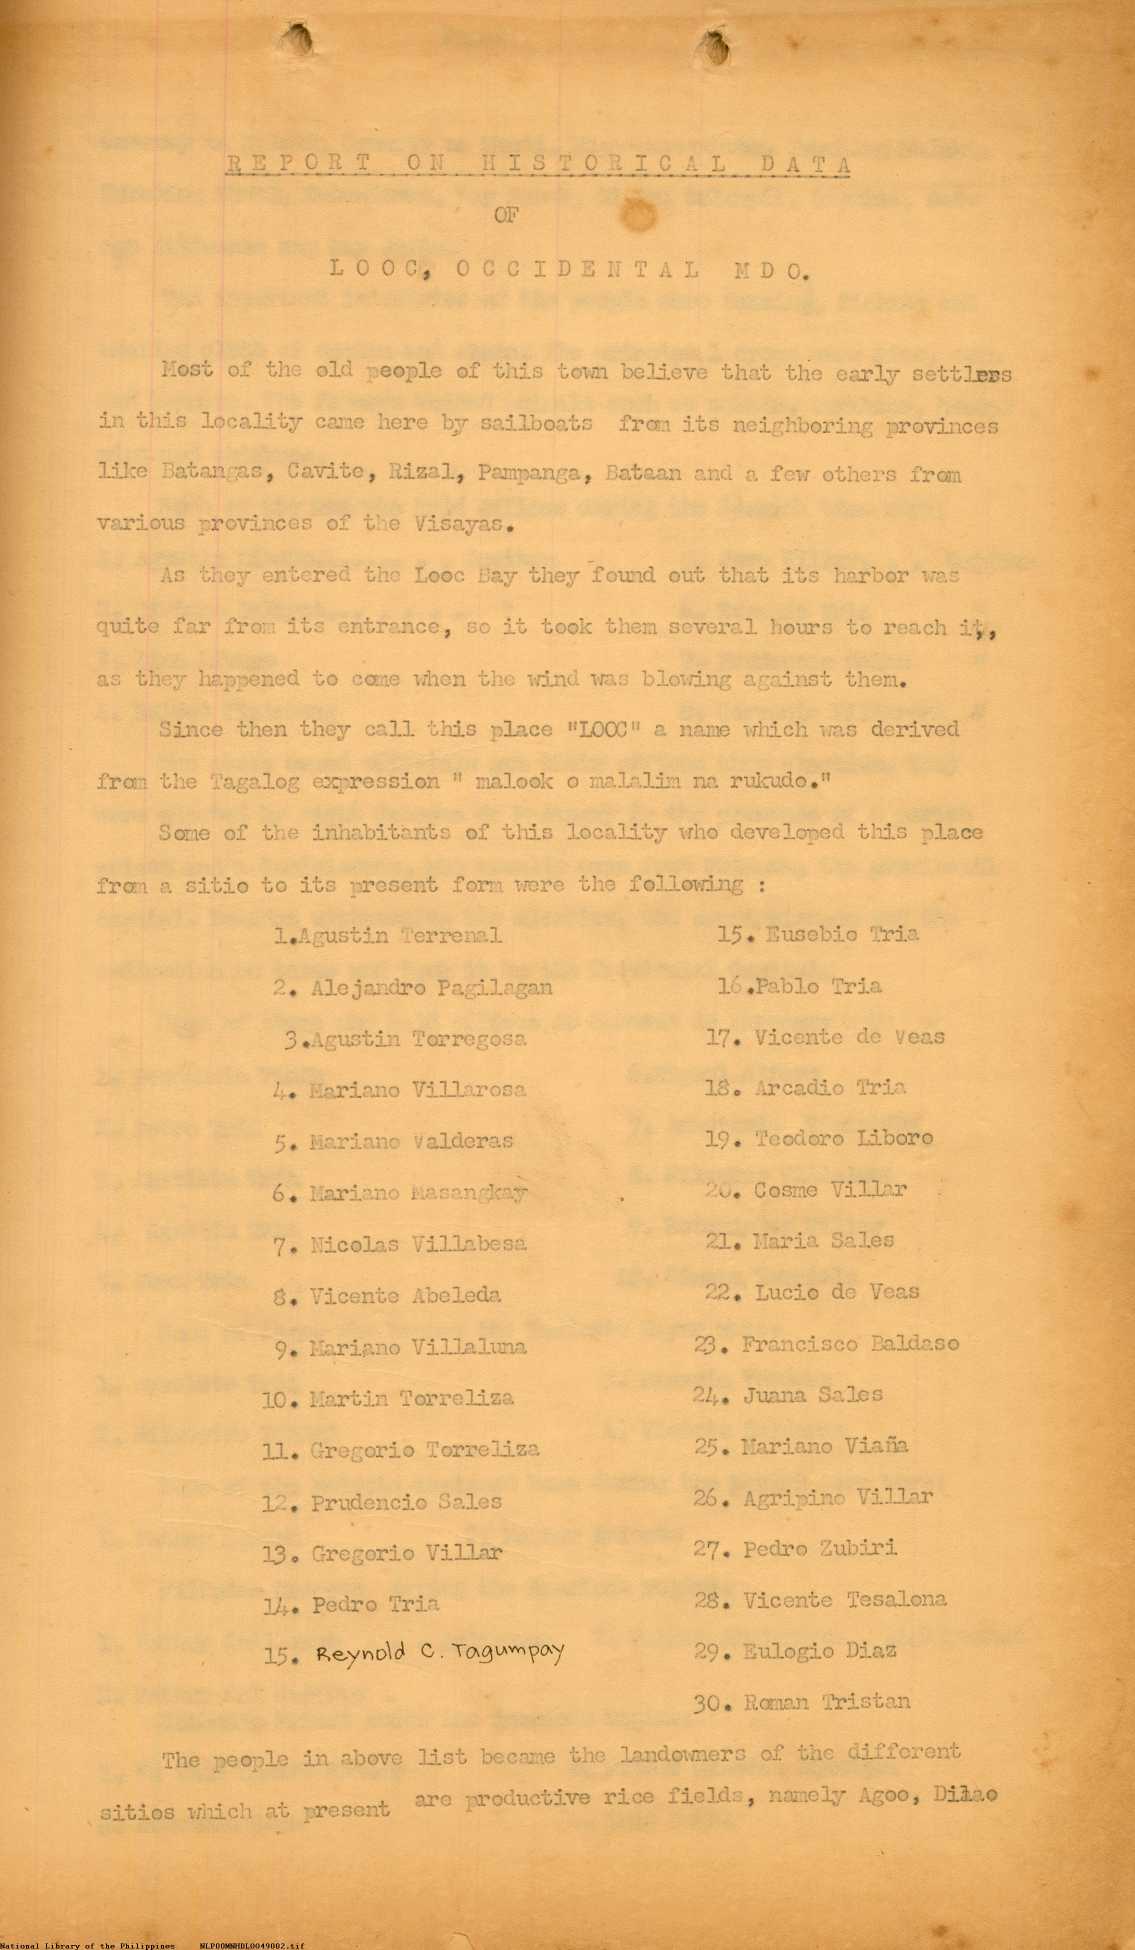 REPORT ON HISTORICAL DATA
OF
LOOC, OCCIDENTAL MDO.
Most of the old people of this town believe that the early settlers
in this locality came here by sailboats from its neighboring provinces
like Batangas, Cavite, Rizal, Pampanga, Bataan and a few others from
various provinces of the Visayas.
As they entered the Looc Bay they found out that its harbor was
quite far from its entrance, so it took them several hours to reach it,
as they happened to come when the wind was blowing against them.
Since then they call this place "LOOC" a name which was derived
from the Tagalog expression " malook o malalim na rukudo."
Some of the inhabitants of this locality who developed this place
from a sitio to its present form were the following :
1.Agustin Terrenal
2. Alejandro Pagilagan
3.Agustin Torregosa
4. Mariano Villarosa
5. Mariano Valderas
6. Mariano Masangkay
7. Nicolas Villabesa
8. Vicente Abeleda
9. Mariano Villaluna
10. Martin Torreliza
11. Gregorio Torreliza
12. Prudencio Sales
13. Gregorio Villar
14. Pedro Tria
15. Reynold C. Tagumpay
15. Eusebio Tria
16.Pablo Tria
17. Vicente de Veas
18. Arcadio Tria
19. Teodoro Liboro
20. Cosme Villar
21. Maria Sales
22. Lucio de Veas
23. Francisco Baldaso
24. Juana Sales
25. Mariano Viaña
26. Agripino Villar
27. Pedro Zubiri
28. Vicente Tesalona
29. Eulogio Diaz
30. Roman Tristan
The people in above list became the landowners of the different
sitios which at present are productive rice fields, namely Agoo, Dilao
National Library of the Philippines NLPOOMNHDL0049002.tif